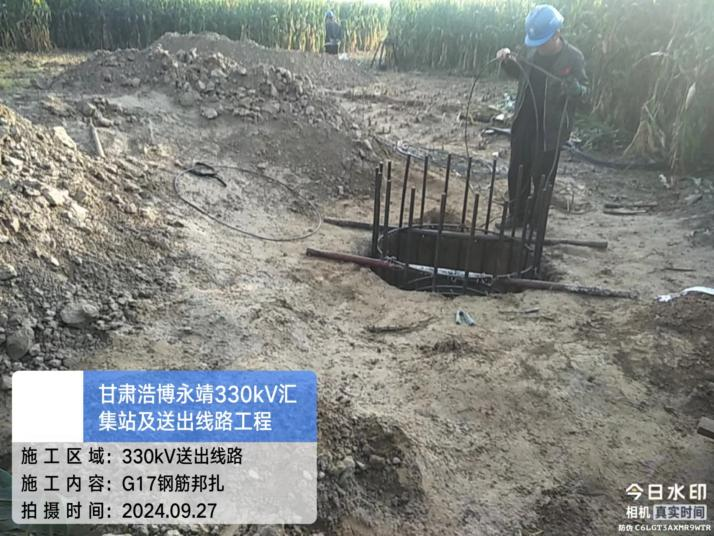 甘肃浩博永靖330kV汇
集站及送出线路工程
施工区域：330kV送出线路
施工内容：G17钢筋邦扎
拍摄时间：2024.09.27
今日水印
相机 真实时间
防伪 C6LGT3AXMR9WTR